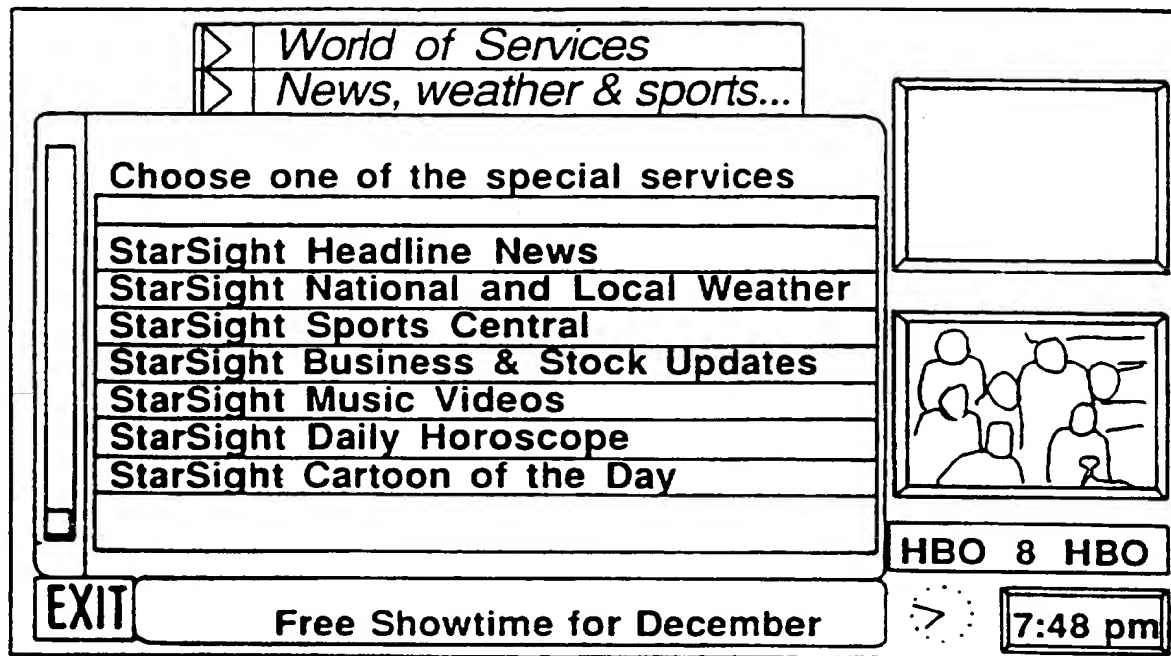 World of Services
News, weather & sports...
Choose one of the special services
StarSight Headline News
StarSight National and Local Weather
StarSight Sports Central
StarSight Business & Stock Updates
StarSight Music Videos
StarSight Daily Horoscope
StarSight Cartoon of the Day
HBO 8 HBO
EXIT
Free Showtime for December
7:48 pm